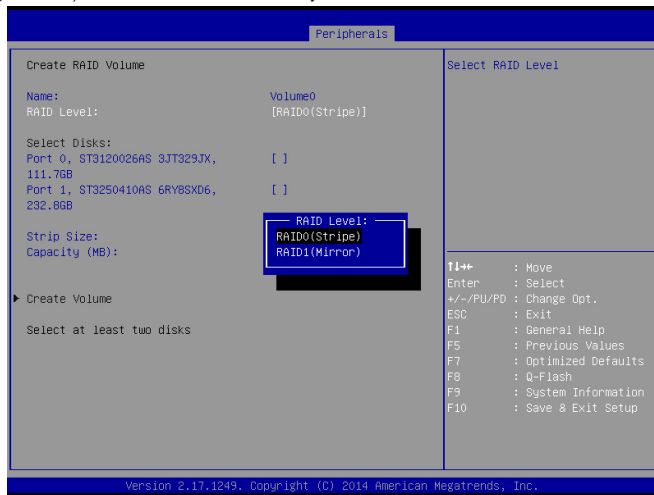 Peripherals
Create RAID Volume
Name: Volume0
RAID Level: [RAID0(Stripe)]
Select Disks:
Port 0, ST3120026AS 3JT329JX, [ ]
111.7GB
Port 1, ST3250410AS 6RY8SXD6, [ ]
232.8GB
Strip Size:
Capacity (MB):
Create Volume
Select at least two disks
RAID Level:
RAID0(Stripe)
RAID1(Mirror)
Select RAID Level
↑↓→← : Move
Enter : Select
+/-/PU/PD : Change Opt.
ESC : Exit
F1 : General Help
F5 : Previous Values
F7 : Optimized Defaults
F8 : Q-Flash
F9 : System Information
F10 : Save & Exit Setup
Version 2.17.1249. Copyright (C) 2014 American Megatrends, Inc.